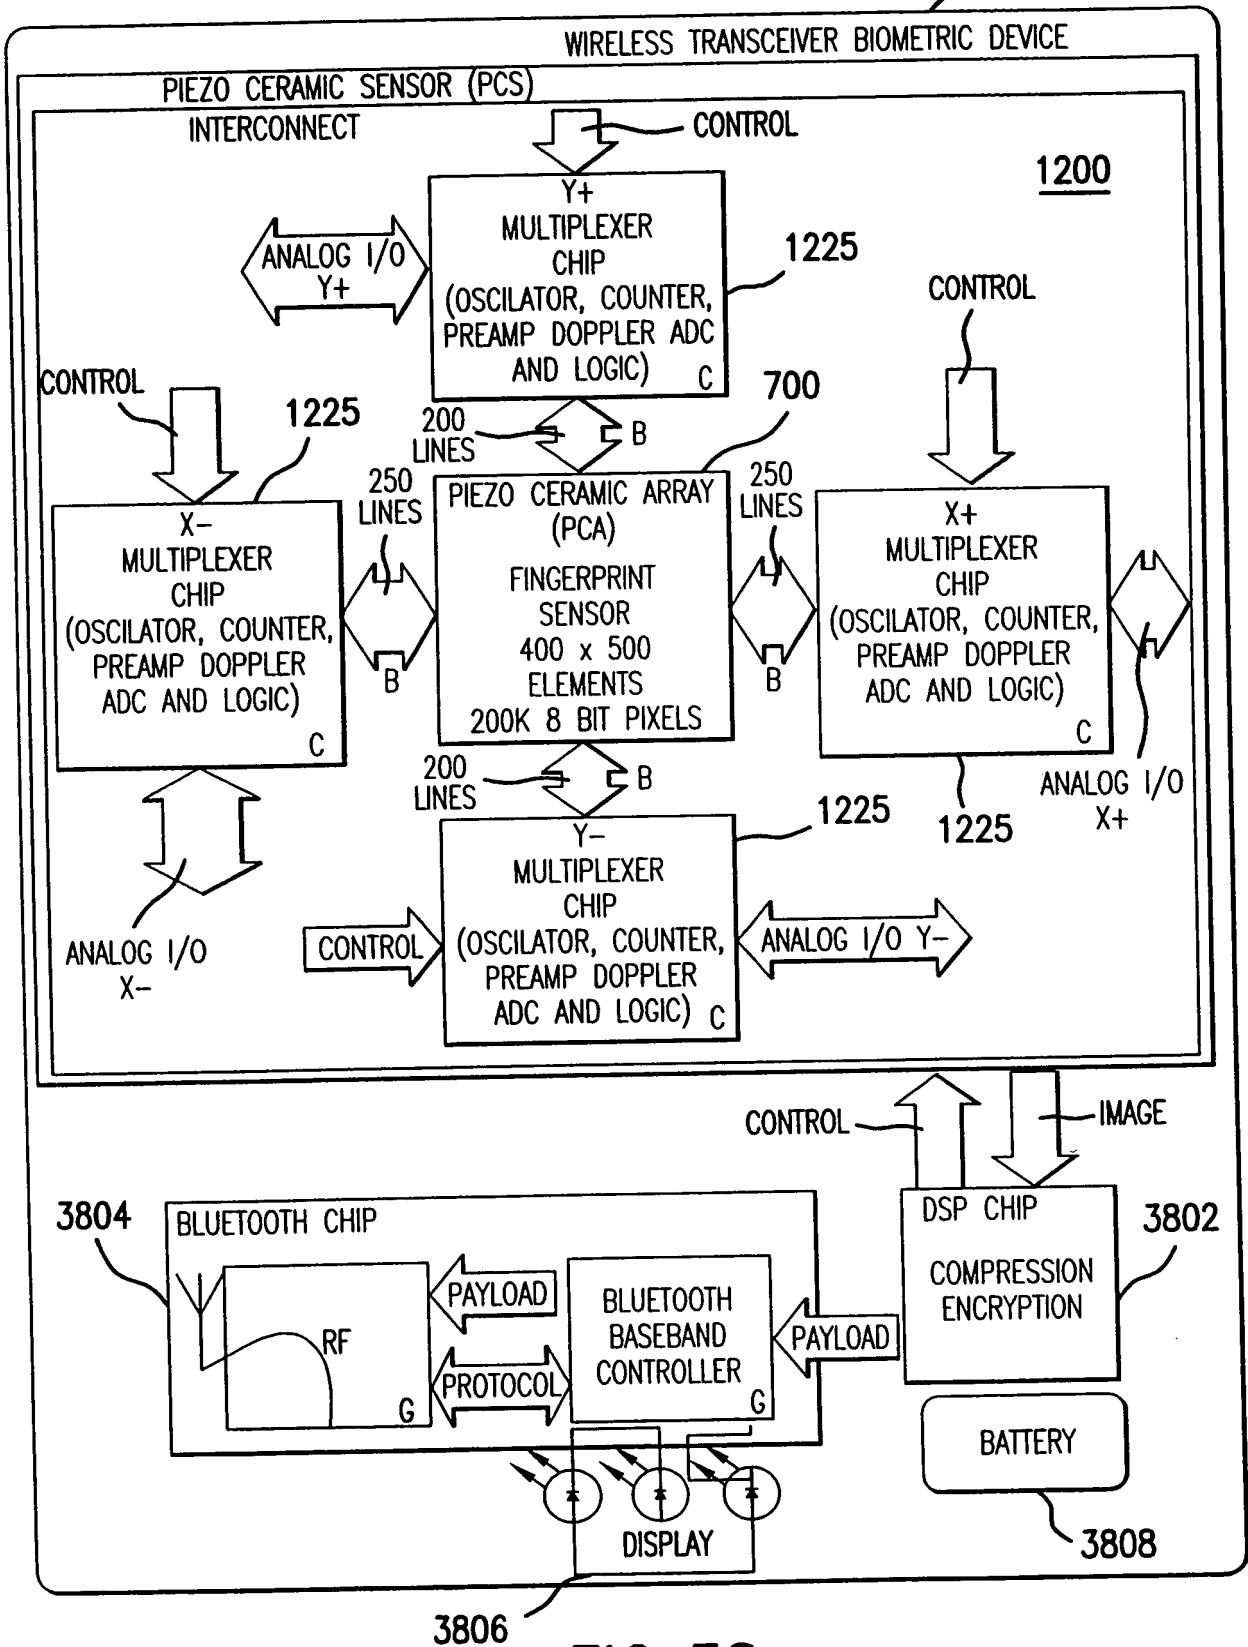 WIRELESS TRANSCEIVER BIOMETRIC DEVICE
PIEZO CERAMIC SENSOR (PCS)
INTERCONNECT
CONTROL
1200
Y+
MULTIPLEXER
CHIP
(OSCILATOR, COUNTER,
PREAMP DOPPLER ADC
AND LOGIC)
C
ANALOG I/O
Y+
1225
CONTROL
CONTROL
1225
200
LINES
B
700
250
LINES
B
PIEZO CERAMIC ARRAY
(PCA)
FINGERPRINT
SENSOR
400 x 500
ELEMENTS
200K 8 BIT PIXELS
250
LINES
B
X-
MULTIPLEXER
CHIP
(OSCILATOR, COUNTER,
PREAMP DOPPLER
ADC AND LOGIC)
C
X+
MULTIPLEXER
CHIP
(OSCILATOR, COUNTER,
PREAMP DOPPLER
ADC AND LOGIC)
C
200
LINES
B
1225
1225
ANALOG I/O
X+
Y-
MULTIPLEXER
CHIP
(OSCILATOR, COUNTER,
PREAMP DOPPLER
ADC AND LOGIC)
C
ANALOG I/O
X-
CONTROL
ANALOG I/O Y-
CONTROL
IMAGE
3804
BLUETOOTH CHIP
DSP CHIP
COMPRESSION
ENCRYPTION
3802
RF
G
PAYLOAD
PROTOCOL
BLUETOOTH
BASEBAND
CONTROLLER
G
PAYLOAD
BATTERY
3808
DISPLAY
3806